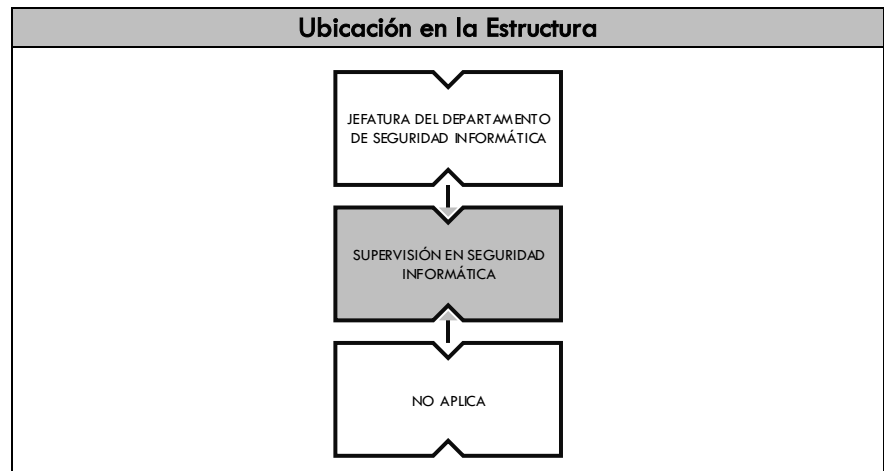 Ubicación en la Estructura
JEFATURA DEL DEPARTAMENTO
DE SEGURIDAD INFORMÁTICA
SUPERVISIÓN EN SEGURIDAD
INFORMÁTICA
NO APLICA